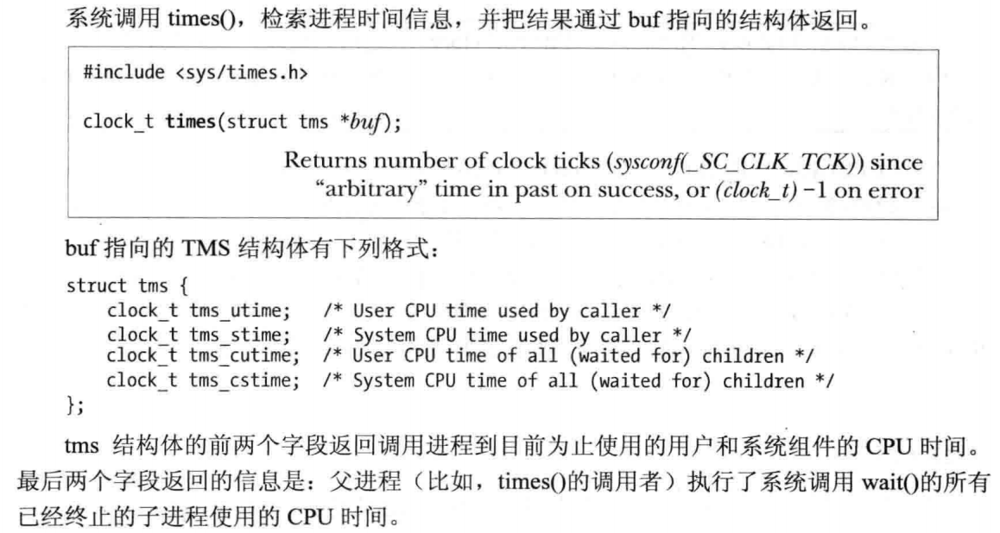 系统调用 times()，检索进程时间信息，并把结果通过 buf 指向的结构体返回。
#include <sys/times.h>
clock_t times(struct tms *buf);
Returns number of clock ticks (sysconf(_SC_CLK_TCK)) since
“arbitrary” time in past on success, or (clock_t) −1 on error
buf 指向的 TMS 结构体有下列格式：
struct tms {
    clock_t tms_utime;   /* User CPU time used by caller */
    clock_t tms_stime;   /* System CPU time used by caller */
    clock_t tms_cutime;  /* User CPU time of all (waited for) children */
    clock_t tms_cstime;  /* System CPU time of all (waited for) children */
};
tms 结构体的前两个字段返回调用进程到目前为止使用的用户和系统组件的 CPU 时间。
最后两个字段返回的信息是：父进程（比如，times()的调用者）执行了系统调用 wait()的所有
已经终止的子进程使用的 CPU 时间。